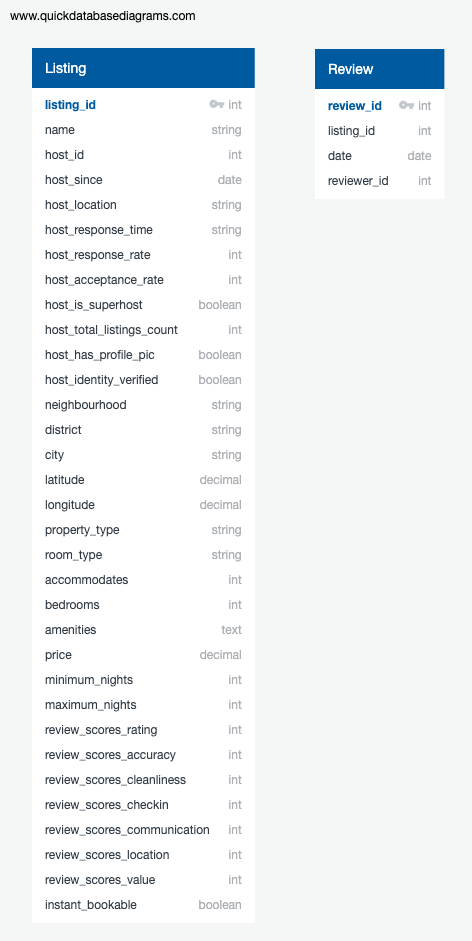 www.quickdatabasediagrams.com
Listing
listing_id int
name string
host_id int
host_since date
host_location string
host_response_time string
host_response_rate int
host_acceptance_rate int
host_is_superhost boolean
host_total_listings_count int
host_has_profile_pic boolean
host_identity_verified boolean
neighbourhood string
district string
city string
latitude decimal
longitude decimal
property_type string
room_type string
accommodates int
bedrooms int
amenities text
price decimal
minimum_nights int
maximum_nights int
review_scores_rating int
review_scores_accuracy int
review_scores_cleanliness int
review_scores_checkin int
review_scores_communication int
review_scores_location int
review_scores_value int
instant_bookable boolean
Review
review_id int
listing_id int
date date
reviewer_id int